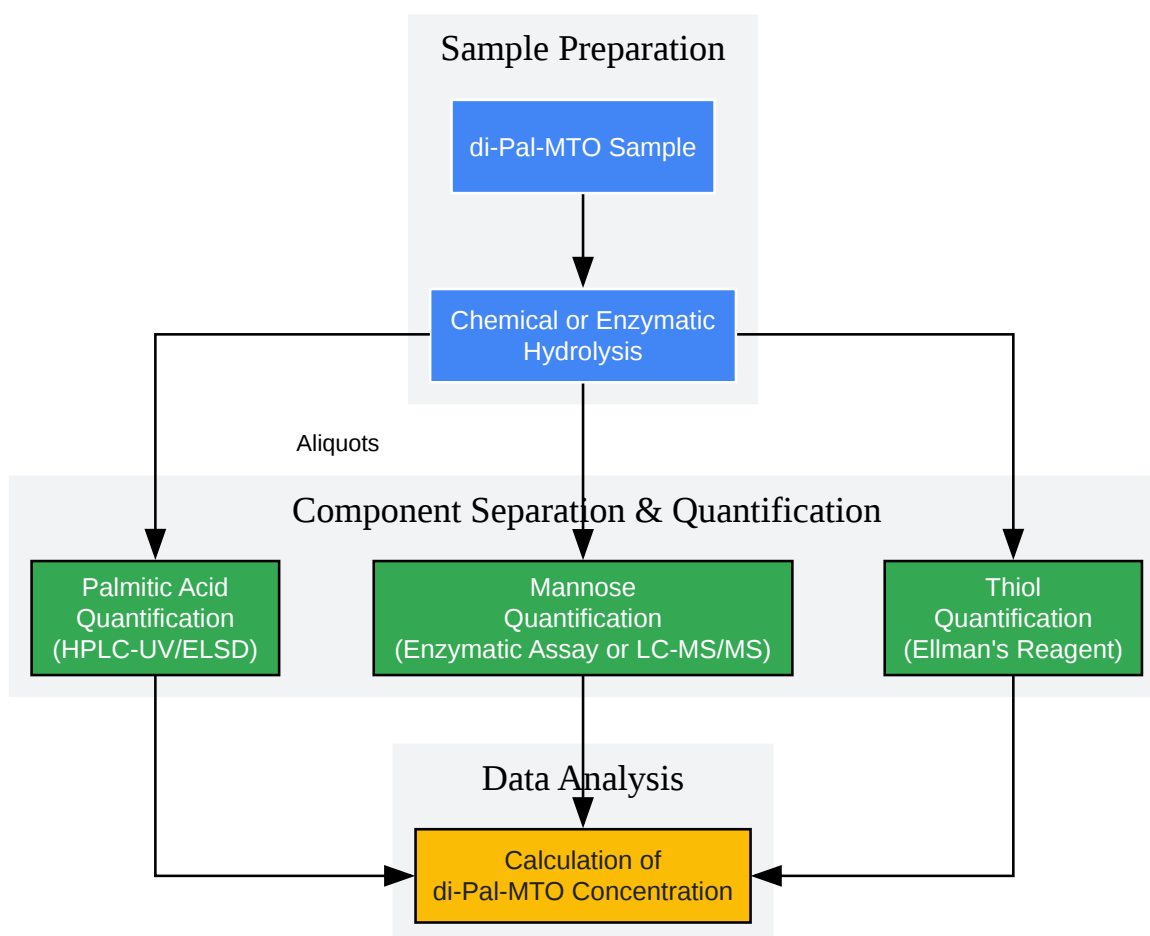 Sample Preparation
di-Pal-MTO Sample
Chemical or Enzymatic
Hydrolysis
Aliquots
Component Separation & Quantification
Palmitic Acid
Quantification
(HPLC-UV/ELSD)
Mannose
Quantification
(Enzymatic Assay or LC-MS/MS)
Thiol
Quantification
(Ellman's Reagent)
Data Analysis
Calculation of
di-Pal-MTO Concentration